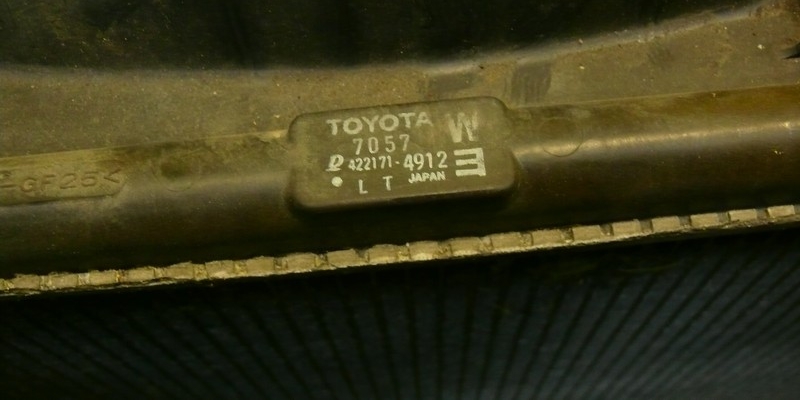 TOYOTA W
7057
422171-4912 E
L T JAPAN
-GF25<